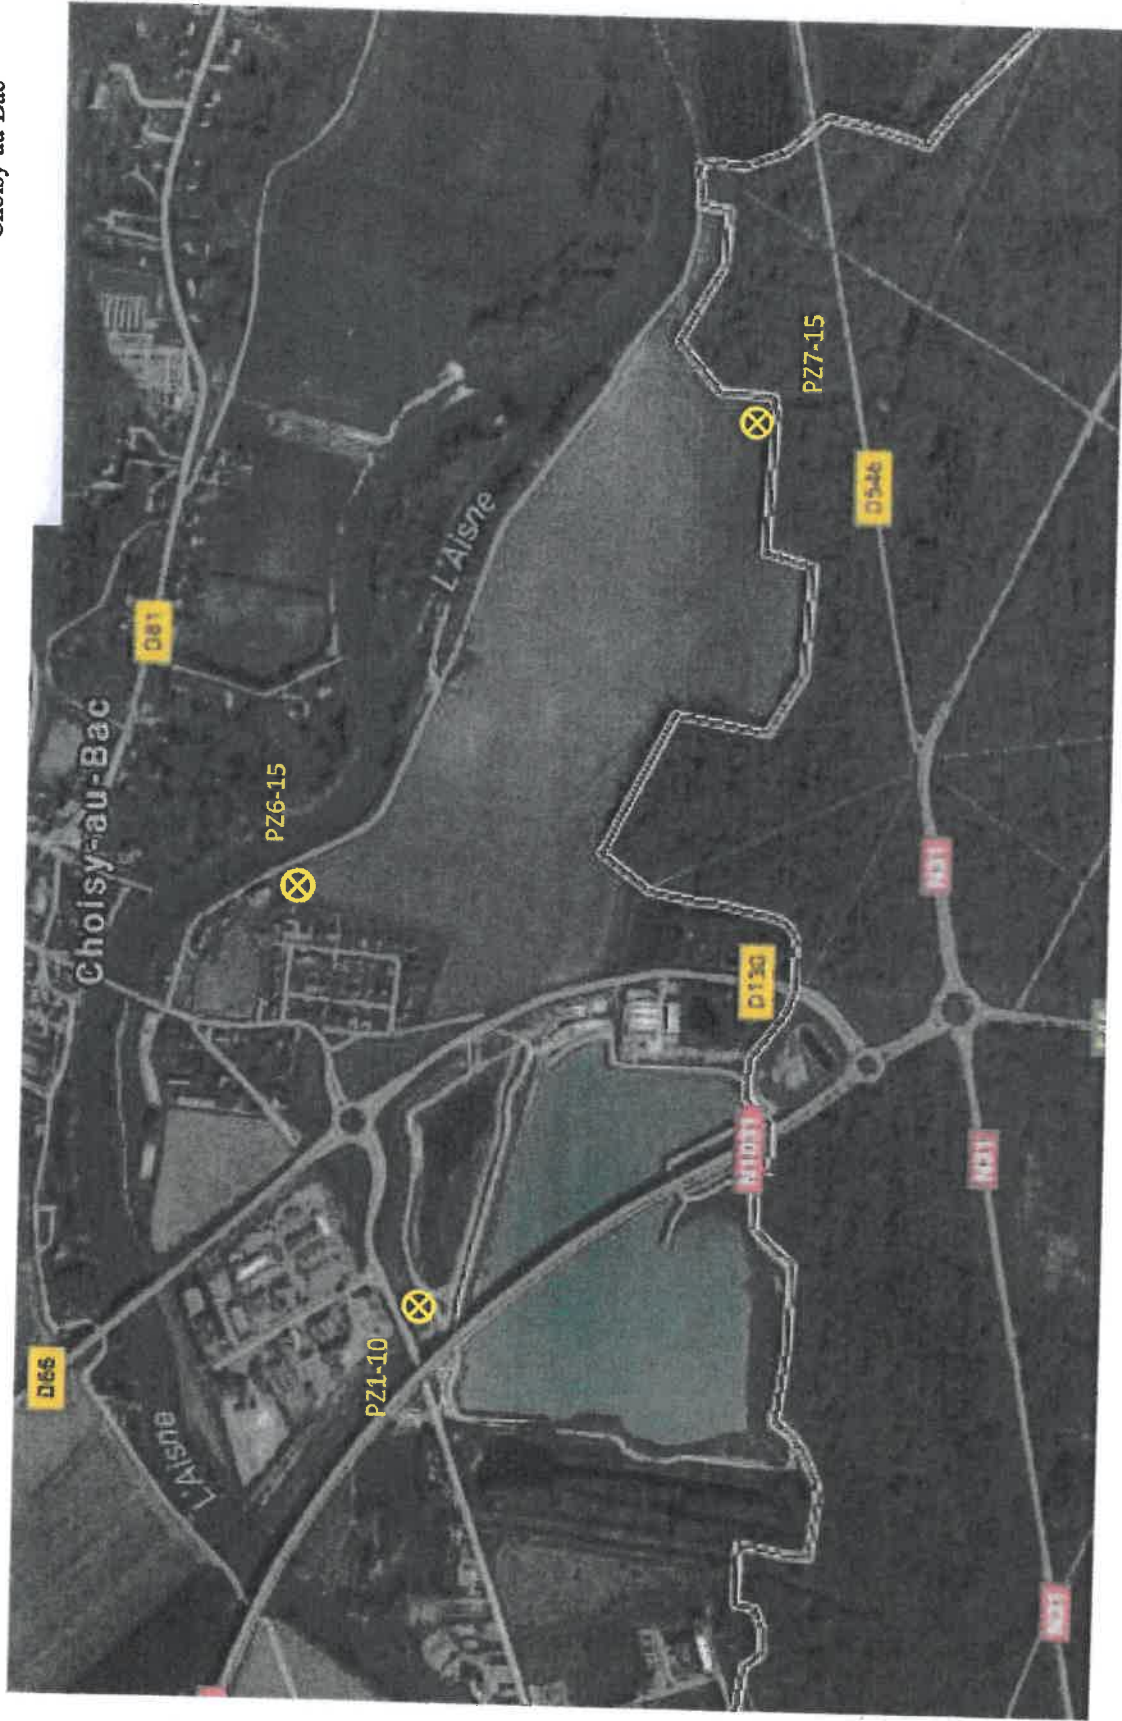 Choisy au Bac
D81
Choisy-au-Bac
L'Aisne
PZ6-15
PZ7-15
D546
D66
L'Aisne
PZ1-10
D130
N1031
N31
N31
N31